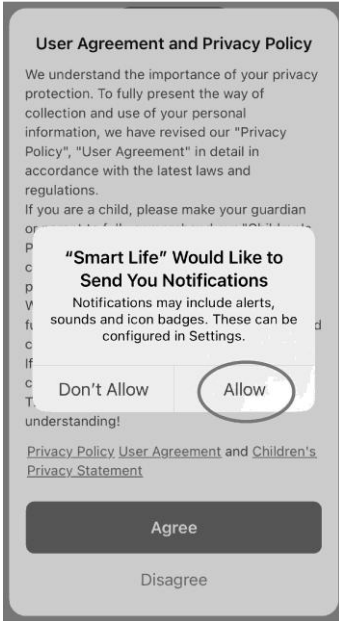 User Agreement and Privacy Policy
We understand the importance of your privacy
protection. To fully present the way of
collection and use of your personal
information, we have revised our "Privacy
Policy", "User Agreement" in detail in
accordance with the latest laws and
regulations.
If you are a child, please make your guardian
"Smart Life" Would Like to
Send You Notifications
Notifications may include alerts,
sounds and icon badges. These can be
configured in Settings.
Don't Allow
Allow
understanding!
Privacy Policy User Agreement and Children's
Privacy Statement
Agree
Disagree